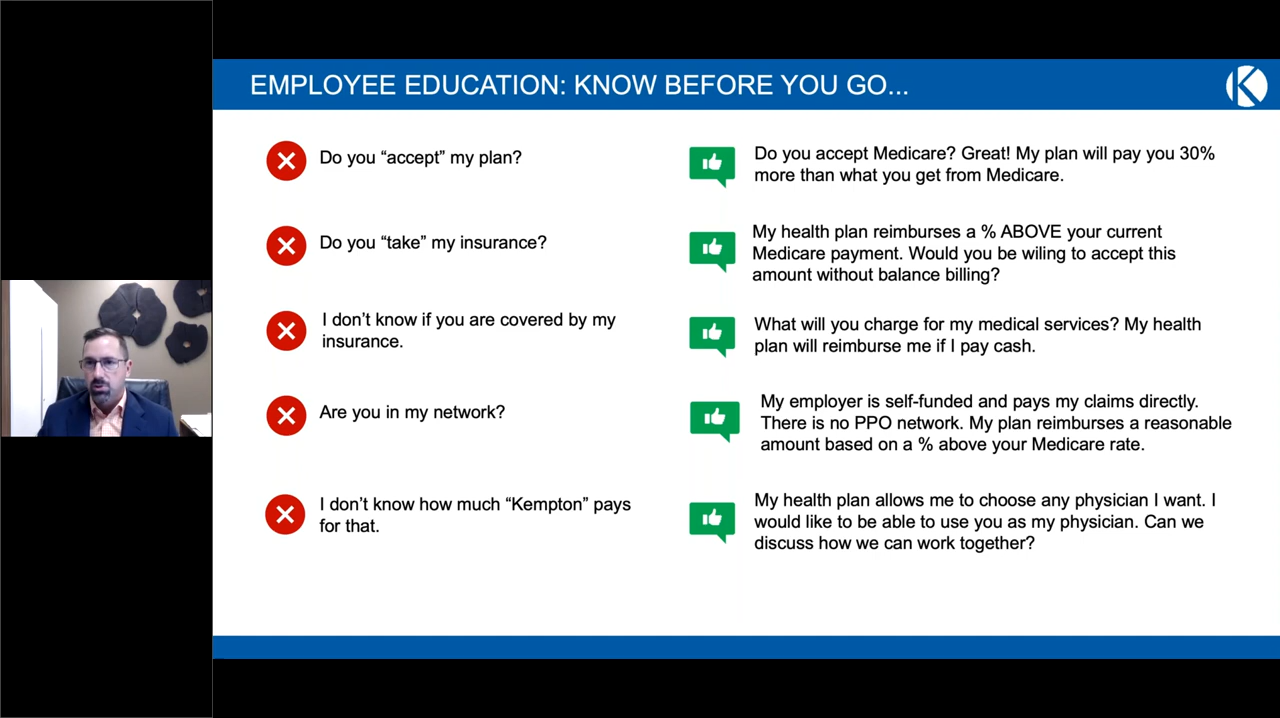 EMPLOYEE EDUCATION: KNOW BEFORE YOU GO...
K
Do you “accept” my plan?
Do you accept Medicare? Great! My plan will pay you 30%
more than what you get from Medicare.
Do you “take” my insurance?
My health plan reimburses a % ABOVE your current
Medicare payment. Would you be wiling to accept this
amount without balance billing?
I don’t know if you are covered by my
insurance.
What will you charge for my medical services? My health
plan will reimburse me if I pay cash.
Are you in my network?
My employer is self-funded and pays my claims directly.
There is no PPO network. My plan reimburses a reasonable
amount based on a % above your Medicare rate.
I don’t know how much “Kempton” pays
for that.
My health plan allows me to choose any physician I want. I
would like to be able to use you as my physician. Can we
discuss how we can work together?